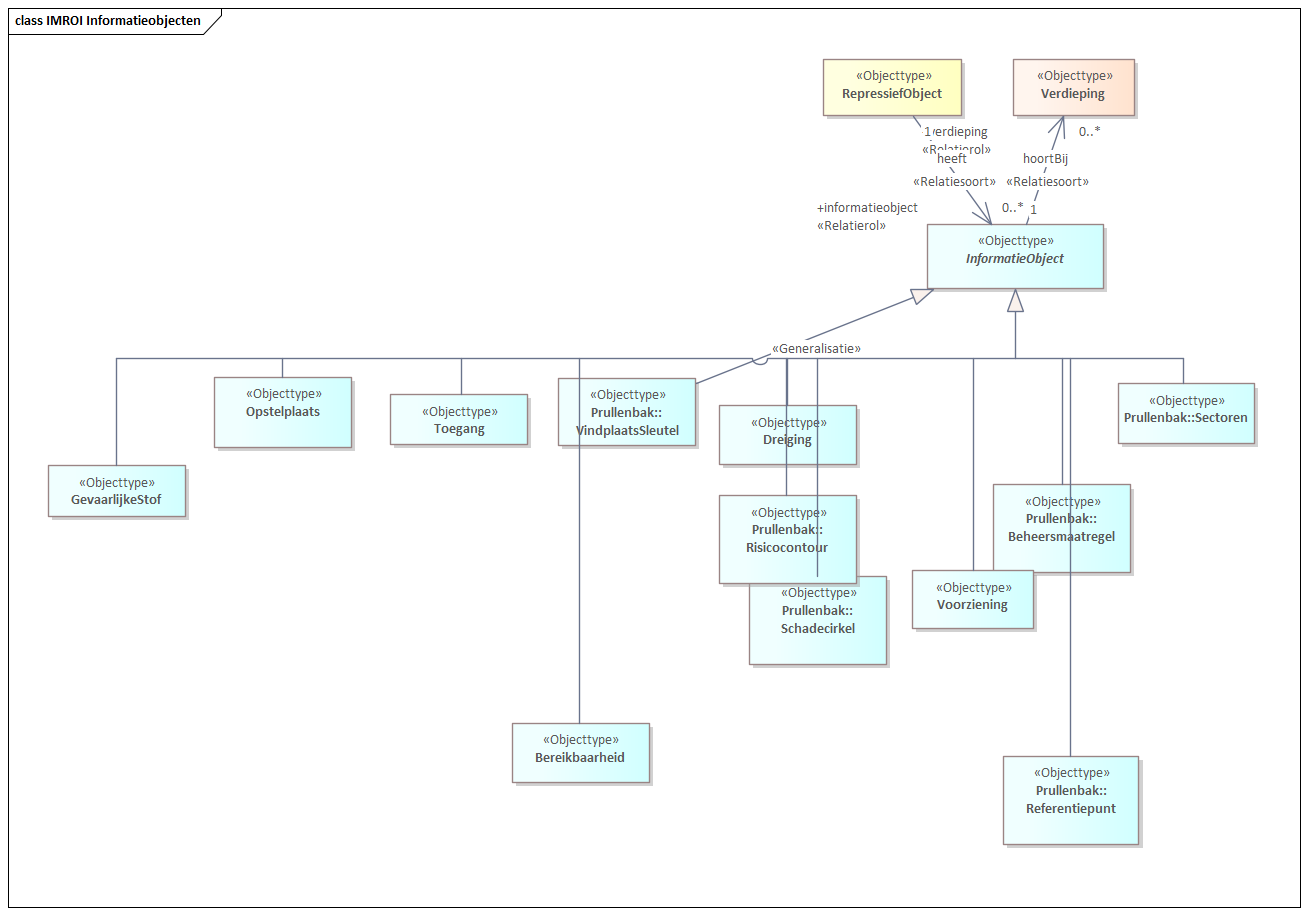 class IMROI Informatieobjecten
«Objecttype»
RepressiefObject
«Objecttype»
Verdieping
1
verdieping
«Relatierol»
0..*
heeft
hoortBij
«Relatiesoort»
«Relatiesoort»
+informatieobject
«Relatierol»
0..*
1
«Objecttype»
InformatieObject
«Generalisatie»
«Objecttype»
Opstelplaats
«Objecttype»
Toegang
«Objecttype»
Prullenbak::
VindplaatsSleutel
«Objecttype»
Dreiging
«Objecttype»
Prullenbak::Sectoren
«Objecttype»
GevaarlijkeStof
«Objecttype»
Prullenbak::
Risicocontour
«Objecttype»
Prullenbak::
Beheersmaatregel
«Objecttype»
Prullenbak::
Schadecirkel
«Objecttype»
Voorziening
«Objecttype»
Bereikbaarheid
«Objecttype»
Prullenbak::
Referentiepunt